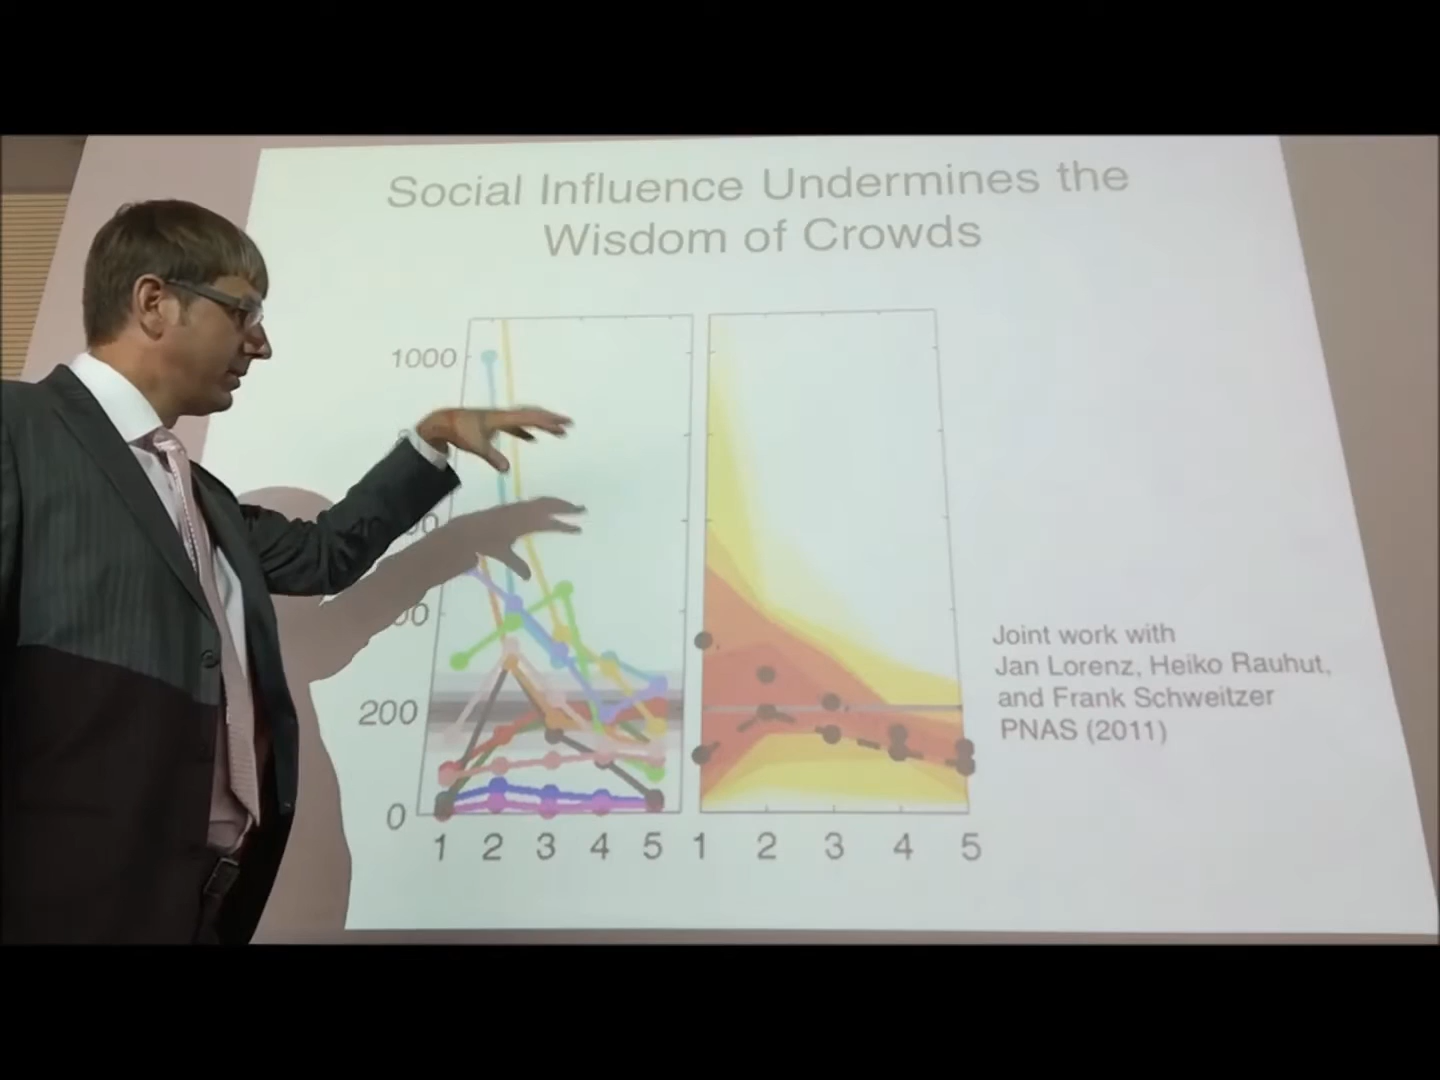 Social Influence Undermines the
Wisdom of Crowds
1000
200
0
1 2 3 4 5
1 2 3 4 5
Joint work with
Jan Lorenz, Heiko Rauhut,
and Frank Schweitzer
PNAS (2011)